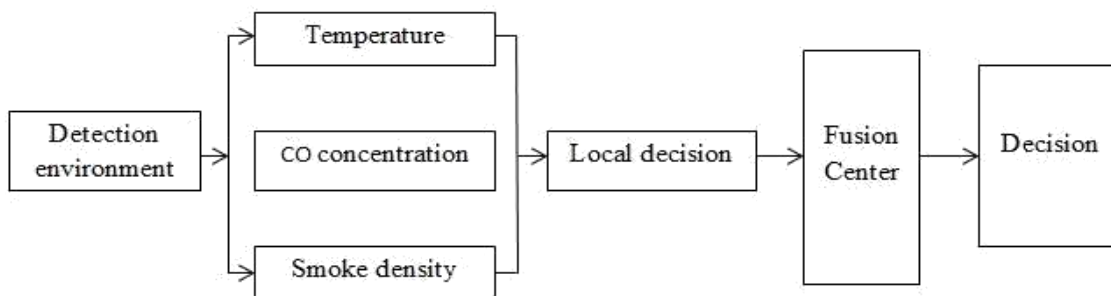 Temperature
Detection
environment
CO concentration
Smoke density
Local decision
Fusion
Center
Decision